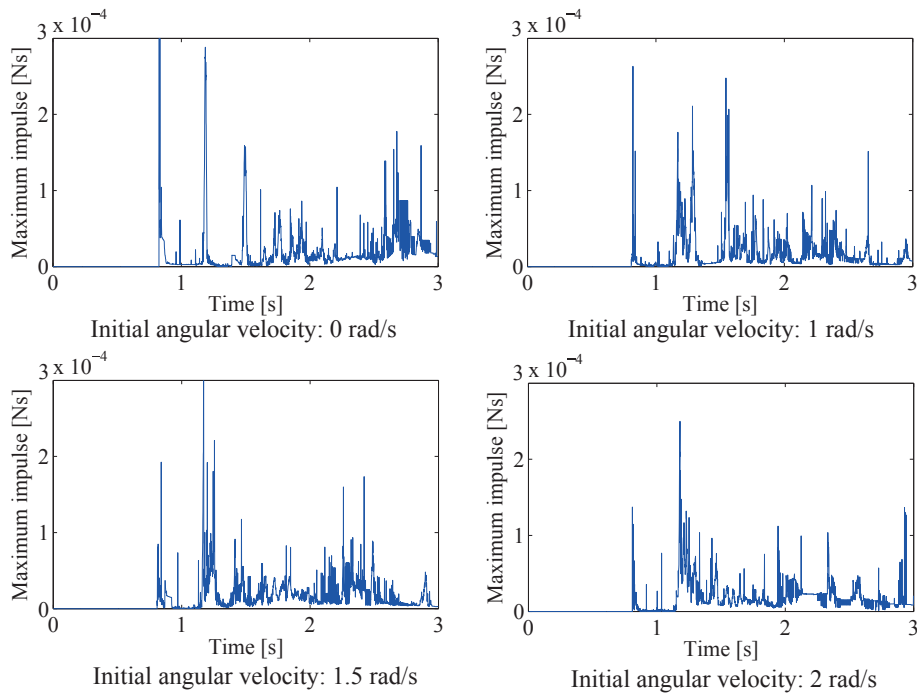 3 x 10⁻⁴
Maximum impulse [Ns]
2
1
0
0 1 2 3
Time [s]
Initial angular velocity: 0 rad/s
3 x 10⁻⁴
Maximum impulse [Ns]
2
1
0
0 1 2 3
Time [s]
Initial angular velocity: 1 rad/s
3 x 10⁻⁴
Maximum impulse [Ns]
2
1
0
0 1 2 3
Time [s]
Initial angular velocity: 1.5 rad/s
3 x 10⁻⁴
Maximum impulse [Ns]
2
1
0
0 1 2 3
Time [s]
Initial angular velocity: 2 rad/s